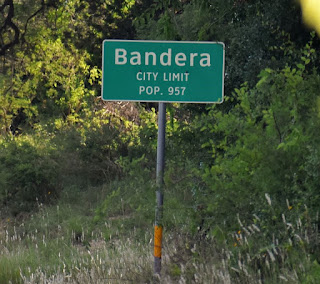 Bandera
CITY LIMIT
POP. 957